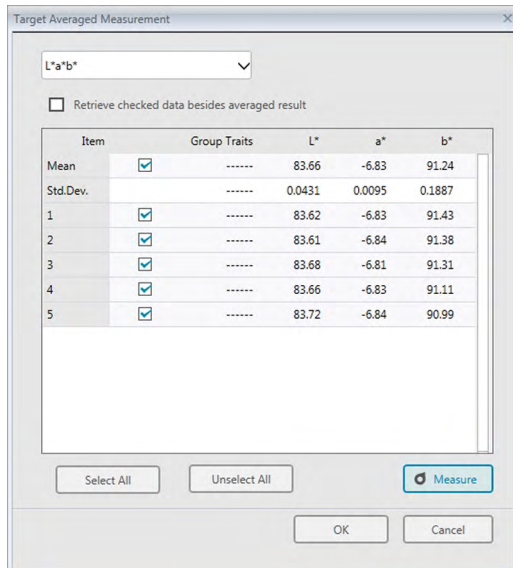 Target Averaged Measurement
L*a*b*
Retrieve checked data besides averaged result
Item Group Traits L* a* b*
Mean ------ 83.66 -6.83 91.24
Std.Dev. ------ 0.0431 0.0095 0.1887
1 ------ 83.62 -6.83 91.43
2 ------ 83.61 -6.84 91.38
3 ------ 83.68 -6.81 91.31
4 ------ 83.66 -6.83 91.11
5 ------ 83.72 -6.84 90.99
Select All Unselect All Measure
OK Cancel